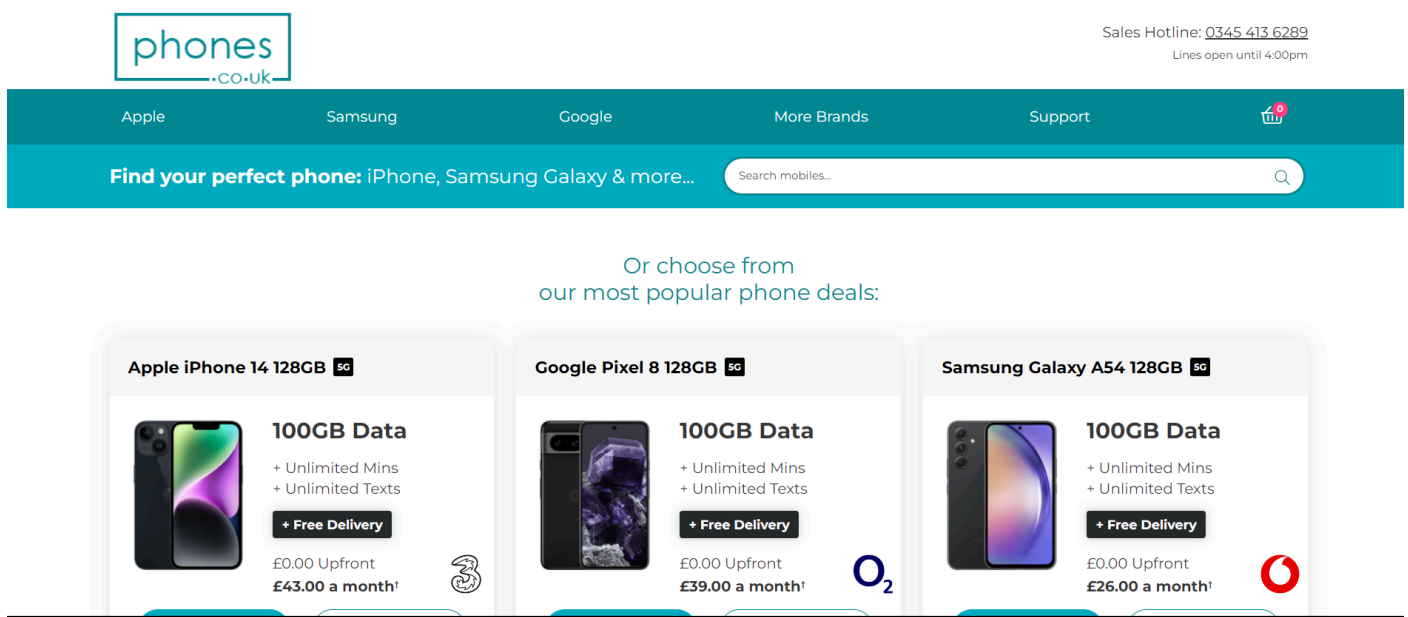 phones
.co.uk
Sales Hotline: 0345 413 6289
Lines open until 4:00pm
Apple
Samsung
Google
More Brands
Support
0
Find your perfect phone: iPhone, Samsung Galaxy & more...
Search mobiles...
Or choose from
our most popular phone deals:
Apple iPhone 14 128GB 5G
100GB Data
+ Unlimited Mins
+ Unlimited Texts
+ Free Delivery
£0.00 Upfront
£43.00 a month†
3
Google Pixel 8 128GB 5G
100GB Data
+ Unlimited Mins
+ Unlimited Texts
+ Free Delivery
£0.00 Upfront
£39.00 a month†
O2
Samsung Galaxy A54 128GB 5G
100GB Data
+ Unlimited Mins
+ Unlimited Texts
+ Free Delivery
£0.00 Upfront
£26.00 a month†